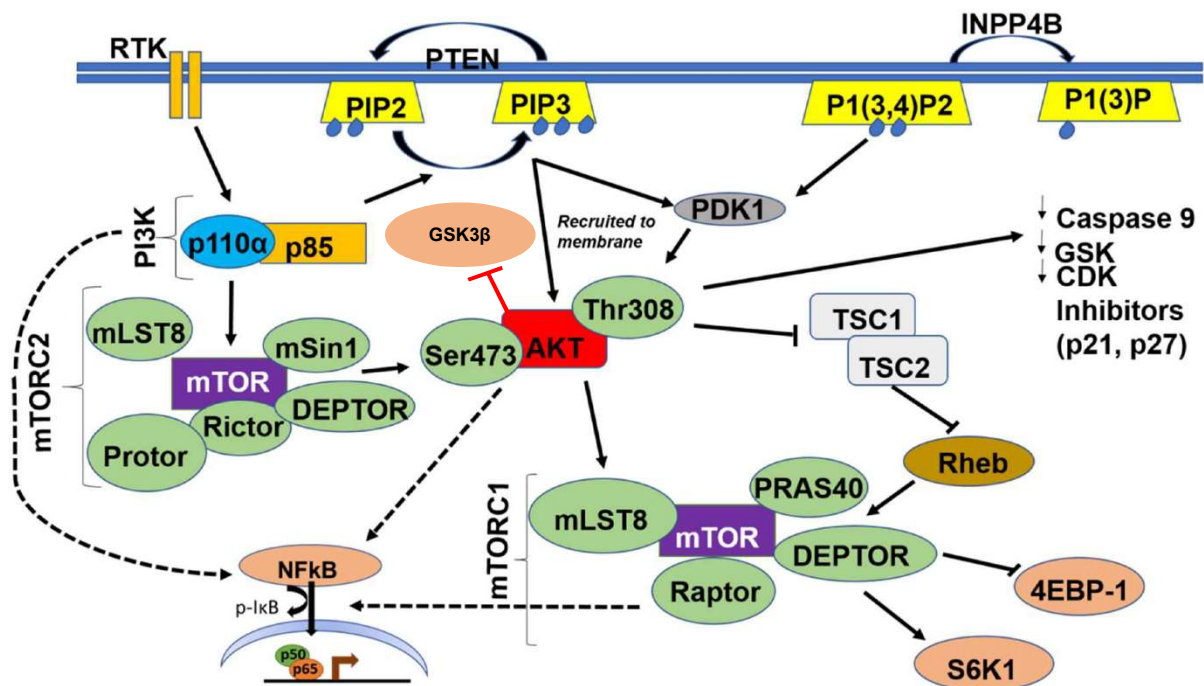 INPP4B
RTK
PTEN
PIP2
PIP3
P1(3,4)P2
P1(3)P
PI3K
p110α
p85
GSK3β
Recruited to
membrane
PDK1
Caspase 9
GSK
CDK
Inhibitors
(p21, p27)
Thr308
mTORC2
mLST8
mSin1
Ser473
AKT
TSC1
TSC2
mTOR
DEPTOR
Rictor
Protor
Rheb
mTORC1
PRAS40
mLST8
mTOR
DEPTOR
Raptor
4EBP-1
S6K1
NFkB
p-IκB
p50
p65